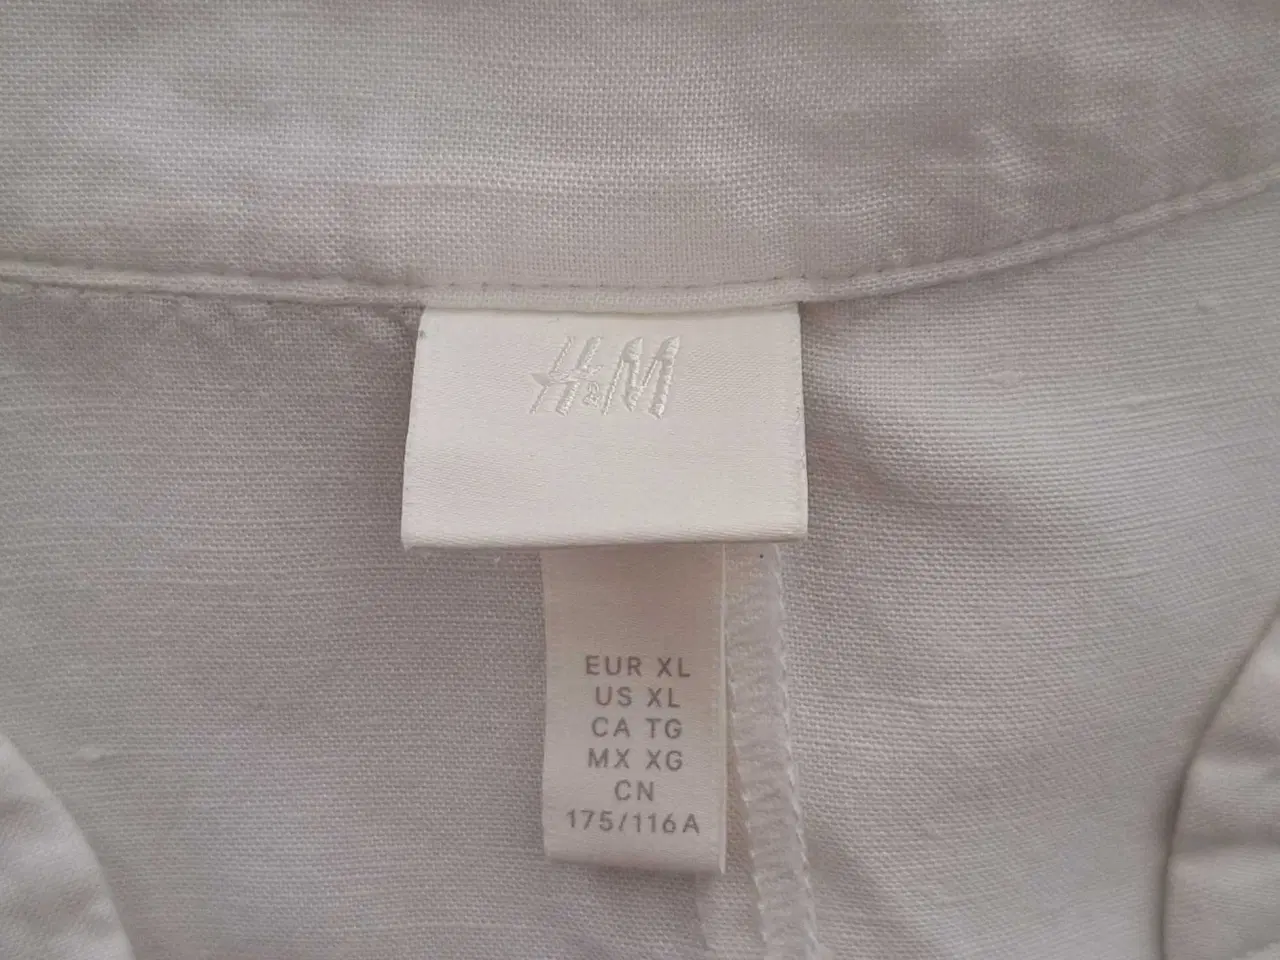 H&M
EUR XL
US XL
CA TG
MX XG
CN
175/116A